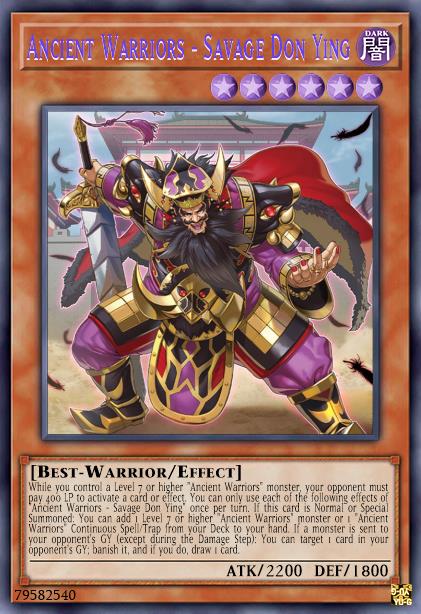 Ancient Warriors - Savage Don Ying
DARK
闇
[Best-Warrior/Effect]
While you control a Level 7 or higher "Ancient Warriors" monster, your opponent must
pay 400 LP to activate a card or effect. You can only use each of the following effects of
"Ancient Warriors - Savage Don Ying" once per turn. If this card is Normal or Special
Summoned: You can add 1 Level 7 or higher "Ancient Warriors" monster or 1 "Ancient
Warriors" Continuous Spell/Trap from your Deck to your hand. If a monster is sent to
your opponent's GY (except during the Damage Step): You can target 1 card in your
opponent's GY; banish it, and if you do, draw 1 card.
ATK/2200 DEF/1800
79582540